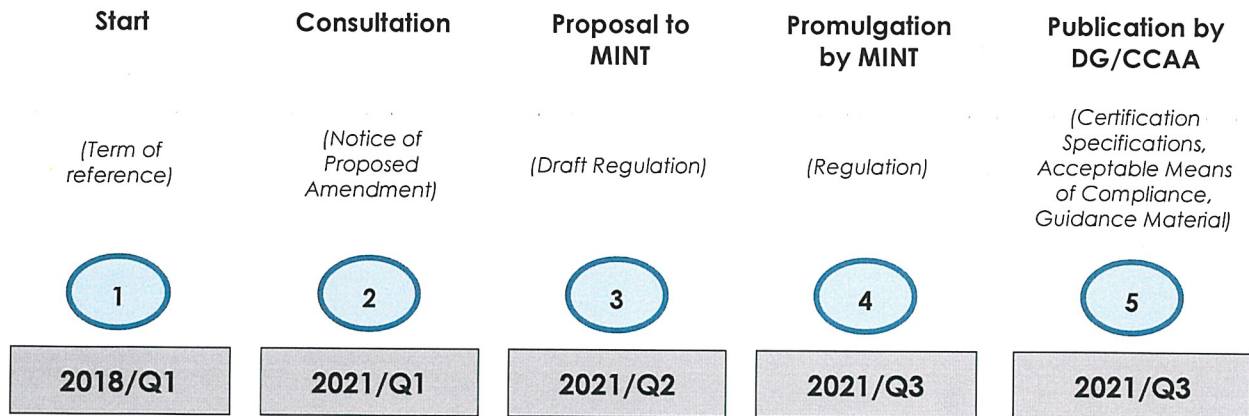 Start
Consultation
Proposal to
MINT
Promulgation
by MINT
Publication by
DG/CCAA
(Term of
reference)
(Notice of
Proposed
Amendment)
(Draft Regulation)
(Regulation)
(Certification
Specifications,
Acceptable Means
of Compliance,
Guidance Material)
1
2
3
4
5
2018/Q1
2021/Q1
2021/Q2
2021/Q3
2021/Q3